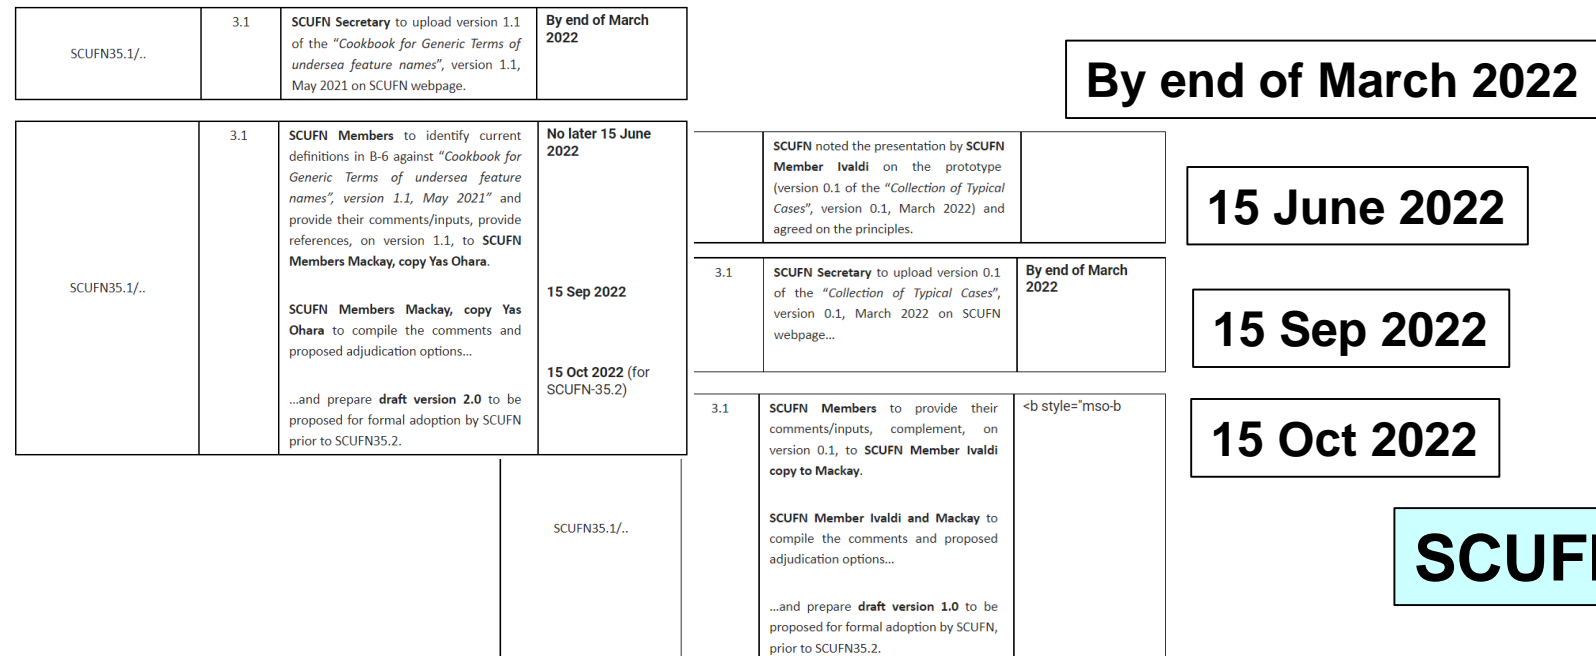 SCUFN35.1/..
3.1
SCUFN Secretary to upload version 1.1
of the “Cookbook for Generic Terms of
undersea feature names”, version 1.1,
May 2021 on SCUFN webpage.
By end of March
2022
SCUFN35.1/..
3.1
SCUFN Members to identify current
definitions in B-6 against “Cookbook for
Generic Terms of undersea feature
names”, version 1.1, May 2021” and
provide their comments/inputs, provide
references, on version 1.1, to SCUFN
Members Mackay, copy Yas Ohara.
SCUFN Members Mackay, copy Yas
Ohara to compile the comments and
proposed adjudication options...
...and prepare draft version 2.0 to be
proposed for formal adoption by SCUFN
prior to SCUFN35.2.
No later 15 June
2022
15 Sep 2022
15 Oct 2022 (for
SCUFN-35.2)
SCUFN noted the presentation by SCUFN
Member Ivaldi on the prototype
(version 0.1 of the “Collection of Typical
Cases”, version 0.1, March 2022) and
agreed on the principles.
3.1
SCUFN Secretary to upload version 0.1
of the “Collection of Typical Cases”,
version 0.1, March 2022 on SCUFN
webpage...
By end of March
2022
SCUFN35.1/..
3.1
SCUFN Members to provide their
comments/inputs, complement, on
version 0.1, to SCUFN Member Ivaldi
copy to Mackay.
SCUFN Member Ivaldi and Mackay to
compile the comments and proposed
adjudication options...
...and prepare draft version 1.0 to be
proposed for formal adoption by SCUFN,
prior to SCUFN35.2.
<b style="mso-b
By end of March 2022
15 June 2022
15 Sep 2022
15 Oct 2022
SCUF